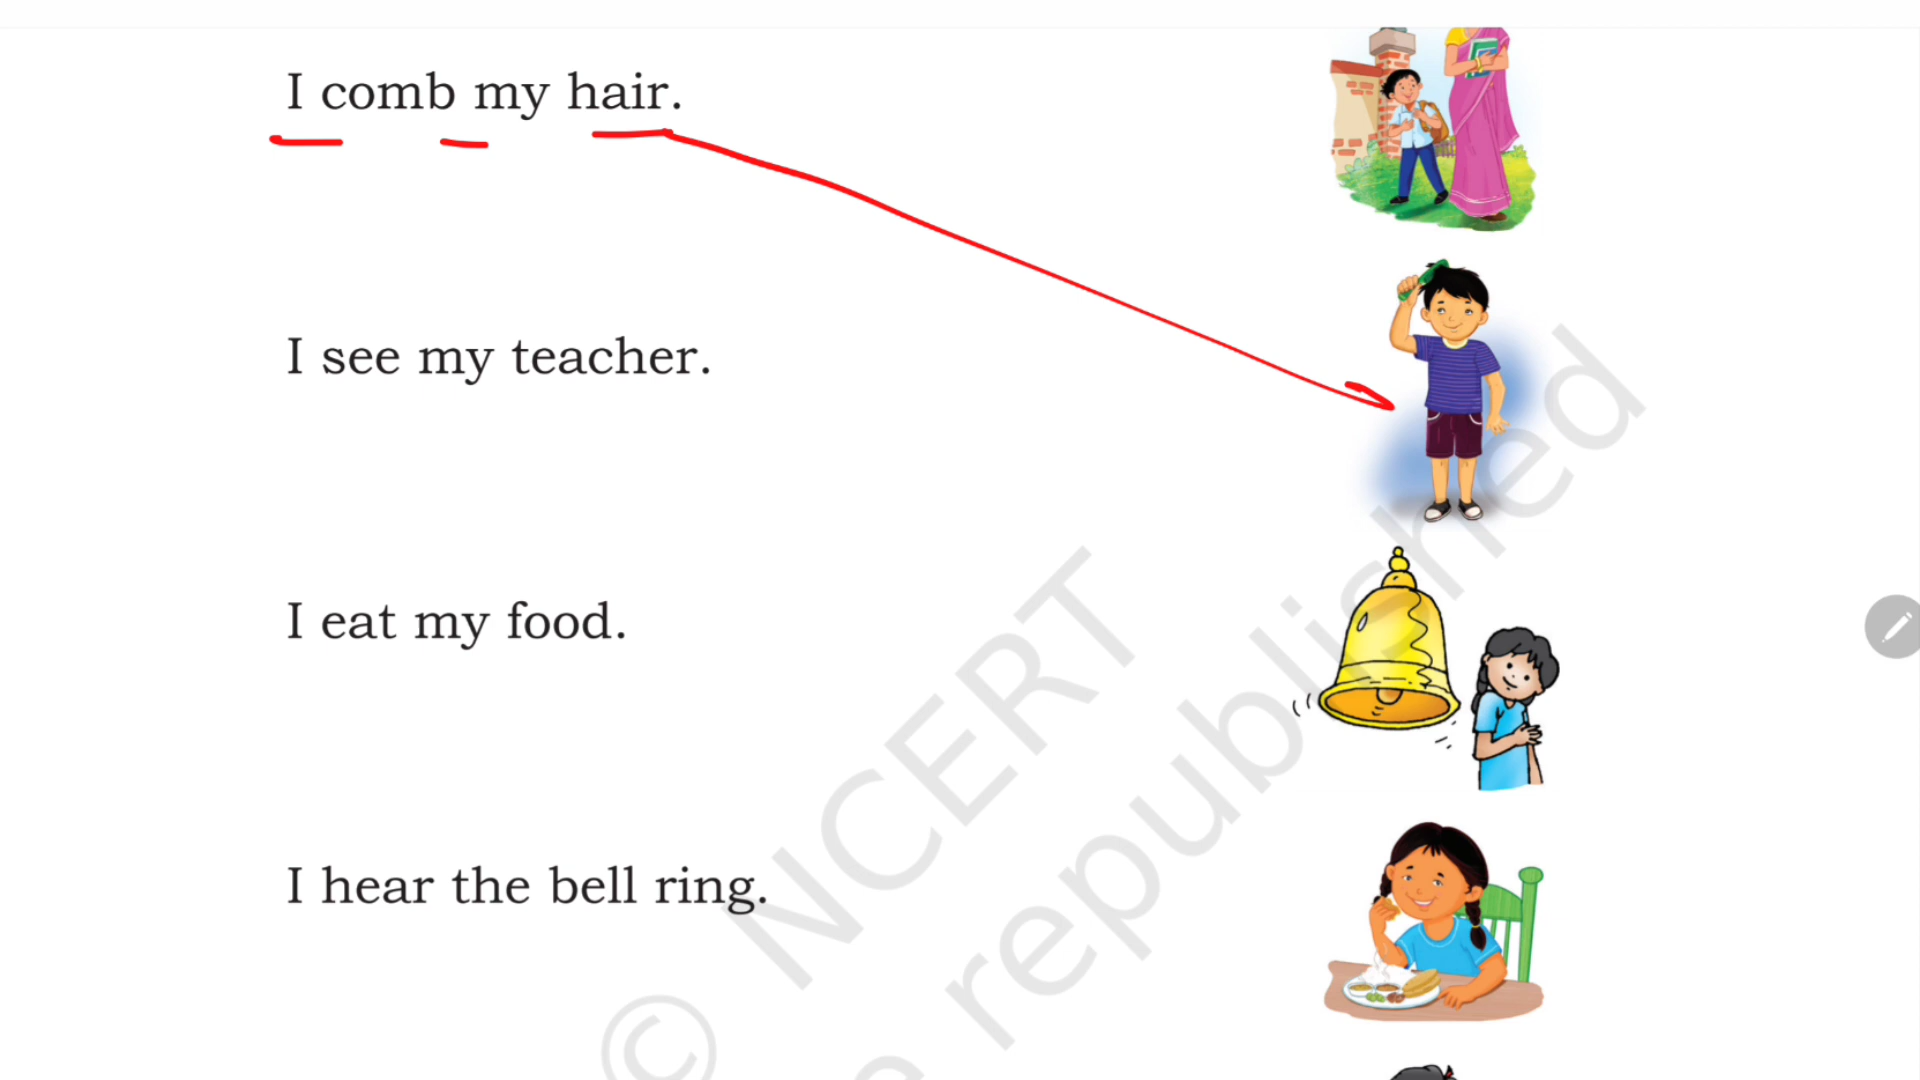 I comb my hair.
I see my teacher.
I eat my food.
I hear the bell ring.
© NCERT
republished